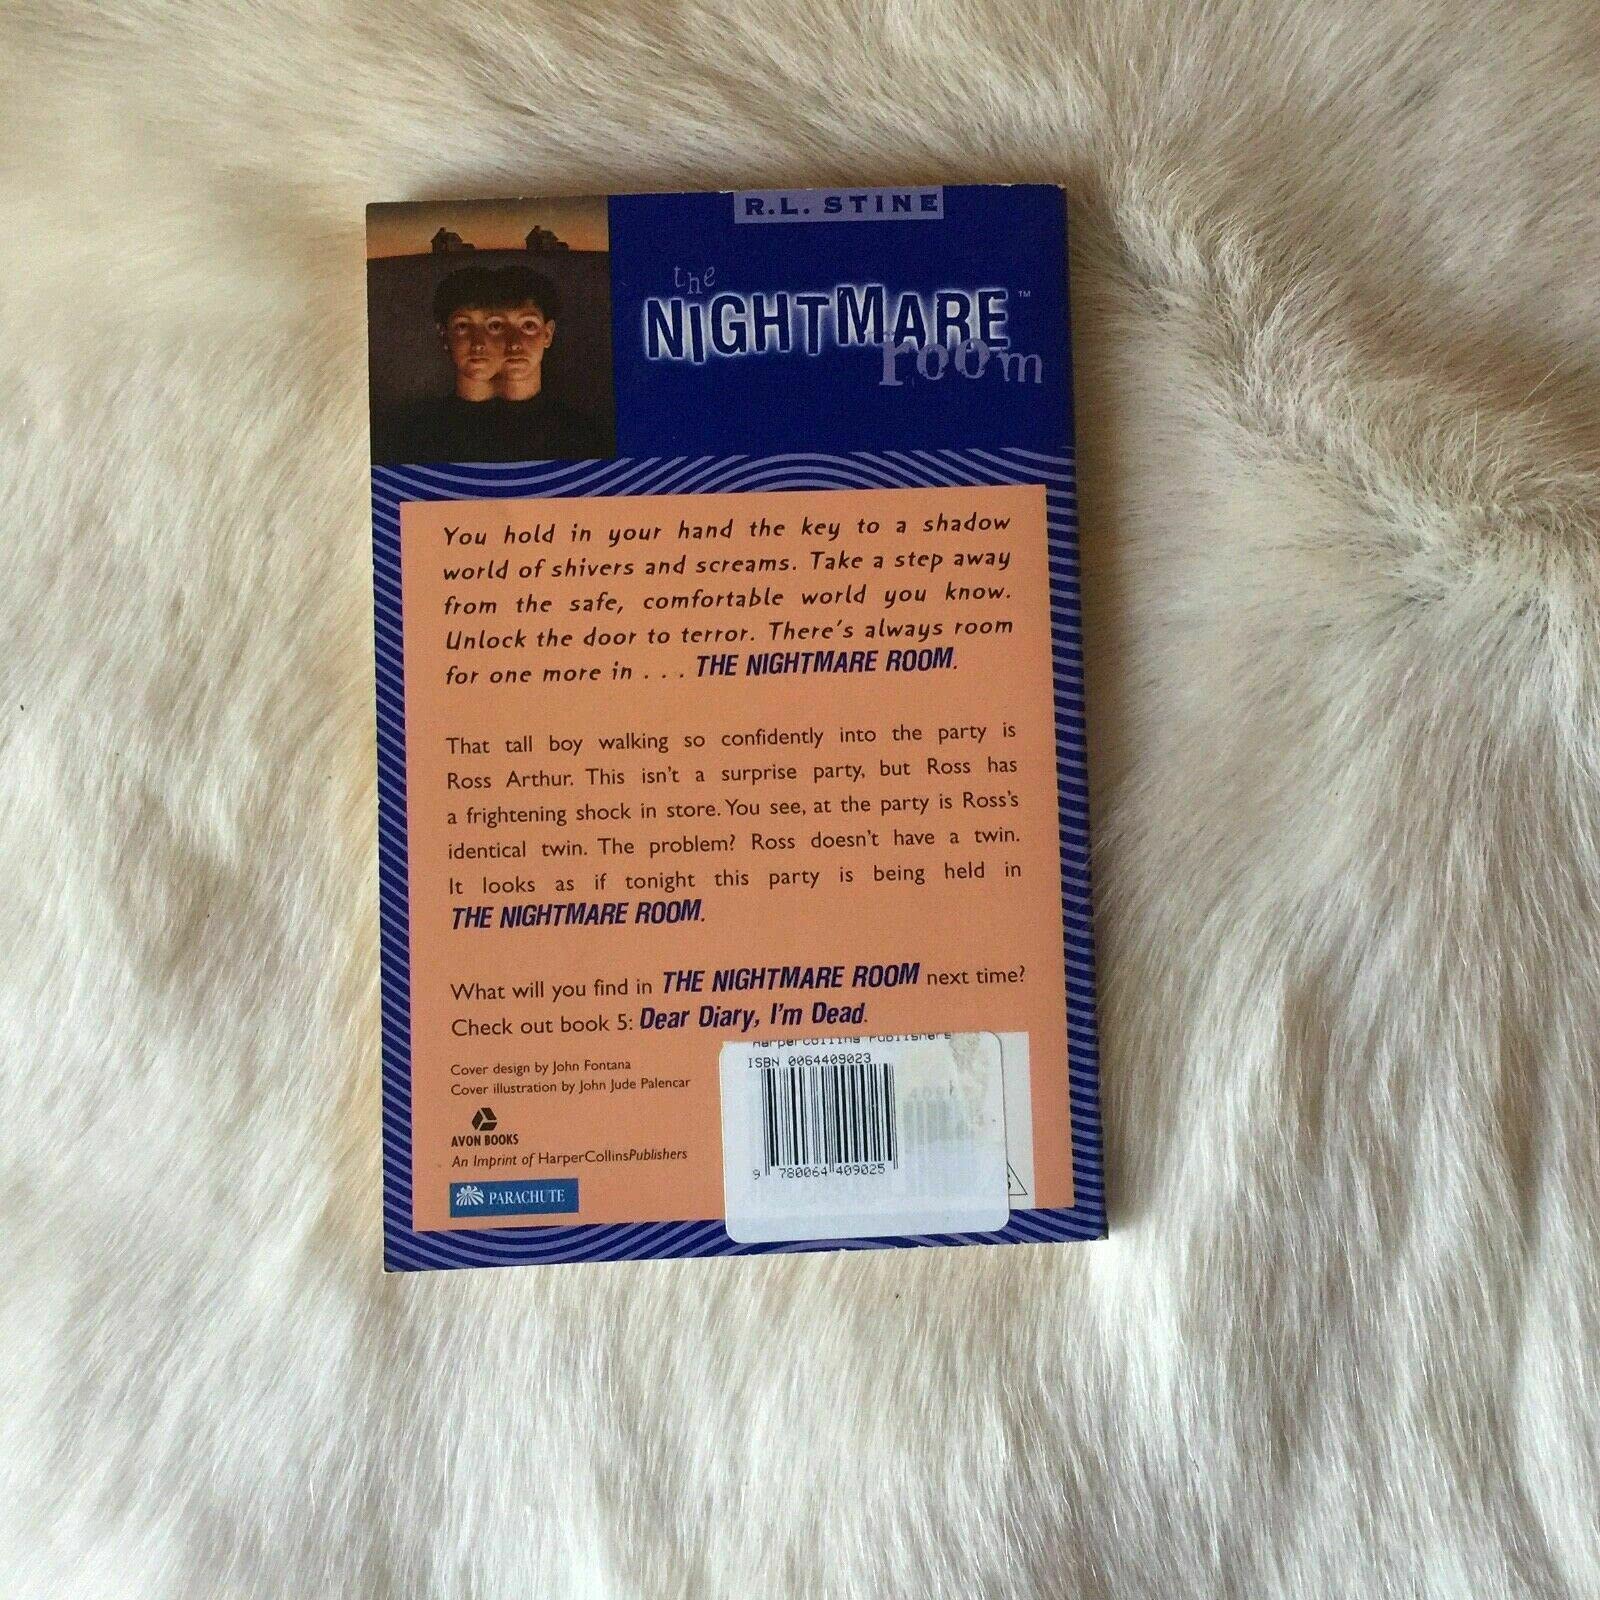 R.L. STINE
the
NIGHTMARE™
room
You hold in your hand the key to a shadow
world of shivers and screams. Take a step away
from the safe, comfortable world you know.
Unlock the door to terror. There's always room
for one more in . . . THE NIGHTMARE ROOM.
That tall boy walking so confidently into the party is
Ross Arthur. This isn't a surprise party, but Ross has
a frightening shock in store. You see, at the party is Ross's
identical twin. The problem? Ross doesn't have a twin.
It looks as if tonight this party is being held in
THE NIGHTMARE ROOM.
What will you find in THE NIGHTMARE ROOM next time?
Check out book 5: Dear Diary, I'm Dead.
Cover design by John Fontana
Cover illustration by John Jude Palencar
AVON BOOKS
An Imprint of HarperCollinsPublishers
PARACHUTE
HarperCollins Publishers
ISBN 0064409023
9 780064 409025